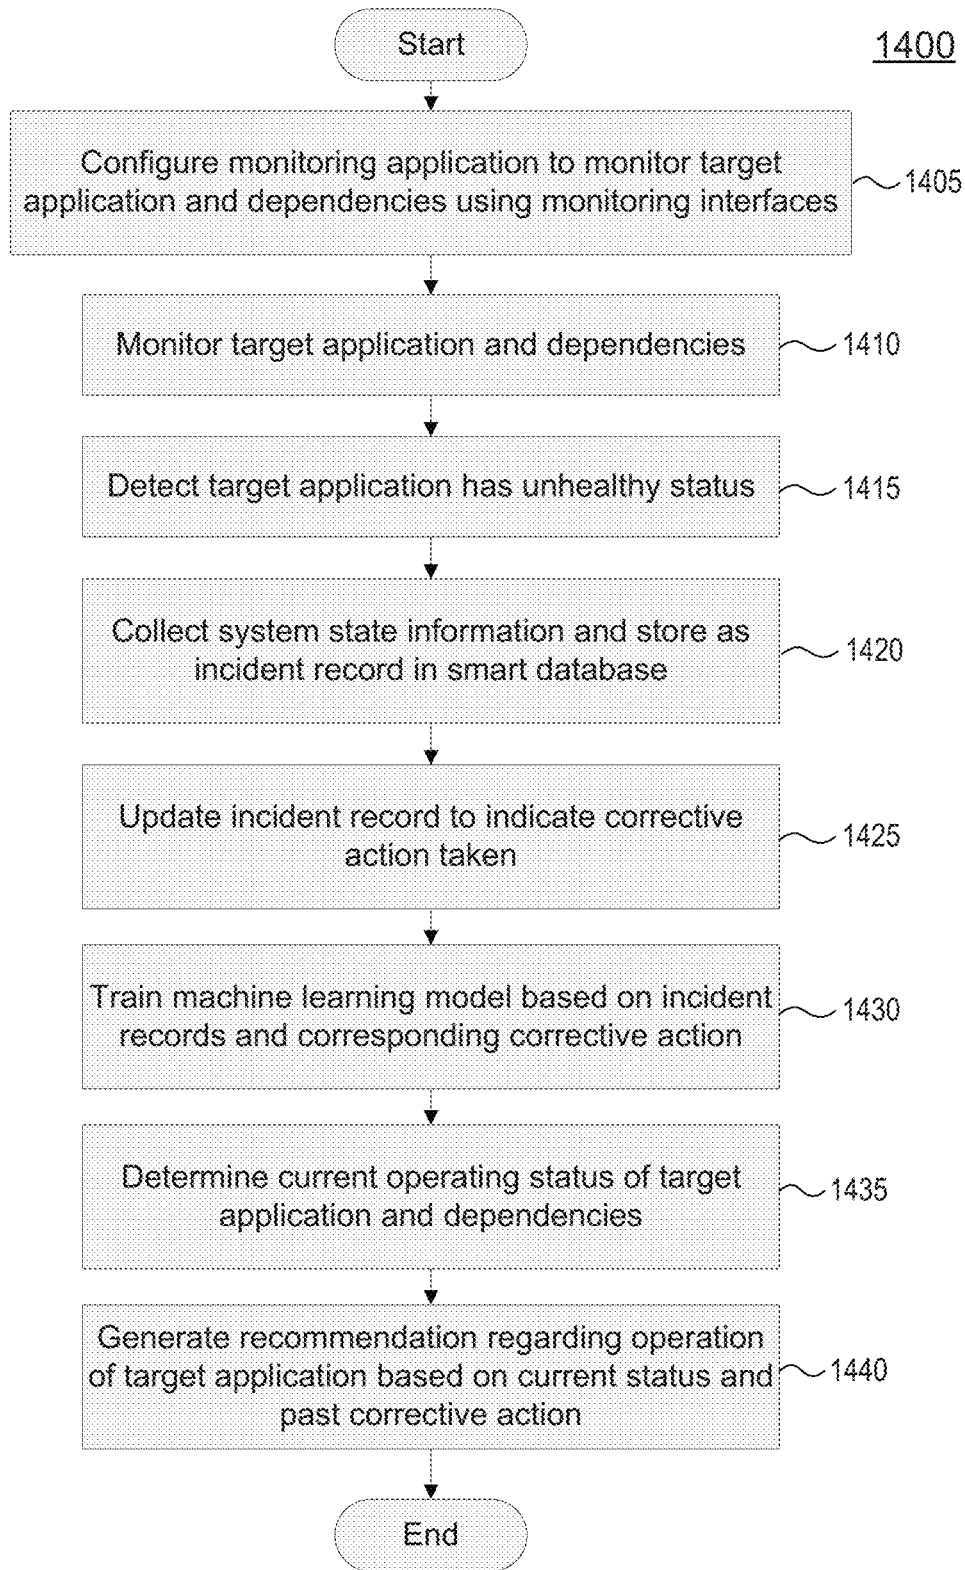 Start
1400
Configure monitoring application to monitor target
application and dependencies using monitoring interfaces
1405
Monitor target application and dependencies
1410
Detect target application has unhealthy status
1415
Collect system state information and store as
incident record in smart database
1420
Update incident record to indicate corrective
action taken
1425
Train machine learning model based on incident
records and corresponding corrective action
1430
Determine current operating status of target
application and dependencies
1435
Generate recommendation regarding operation
of target application based on current status and
past corrective action
1440
End